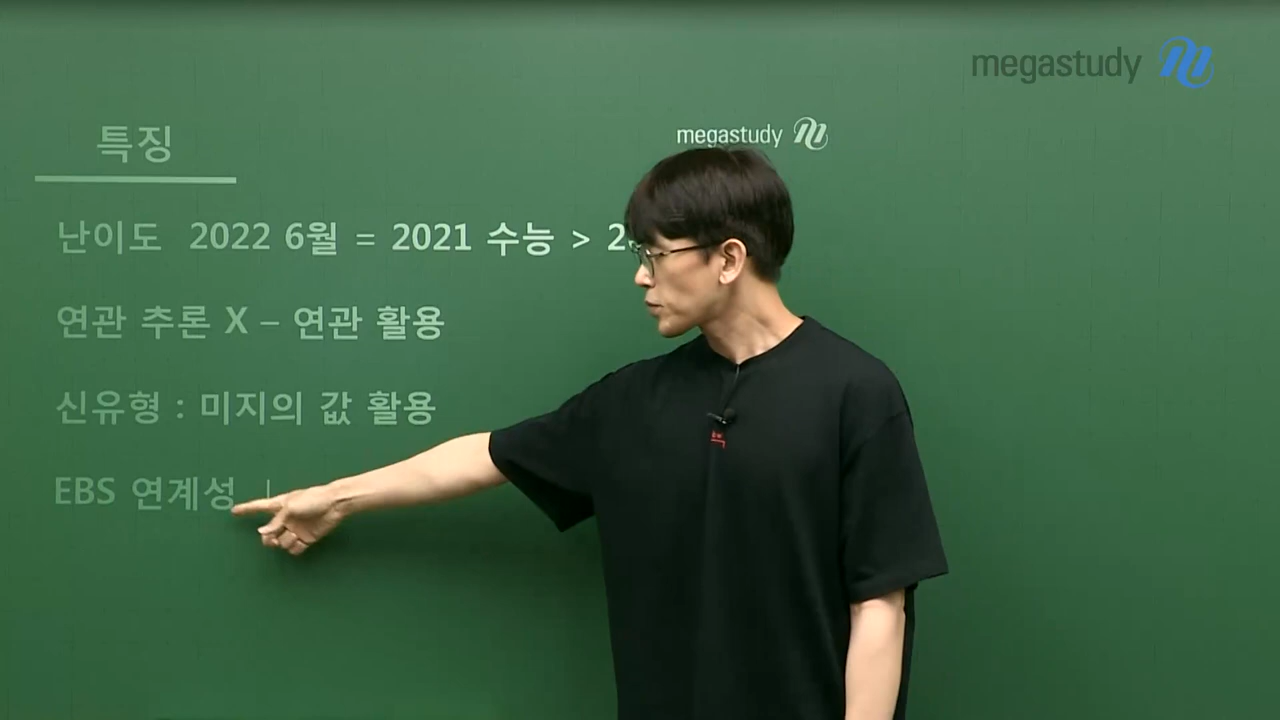 megastudy
megastudy
특징
난이도 2022 6월 = 2021 수능 >
연관 추론 X – 연관 활용
신유형 : 미지의 값 활용
EBS 연계성